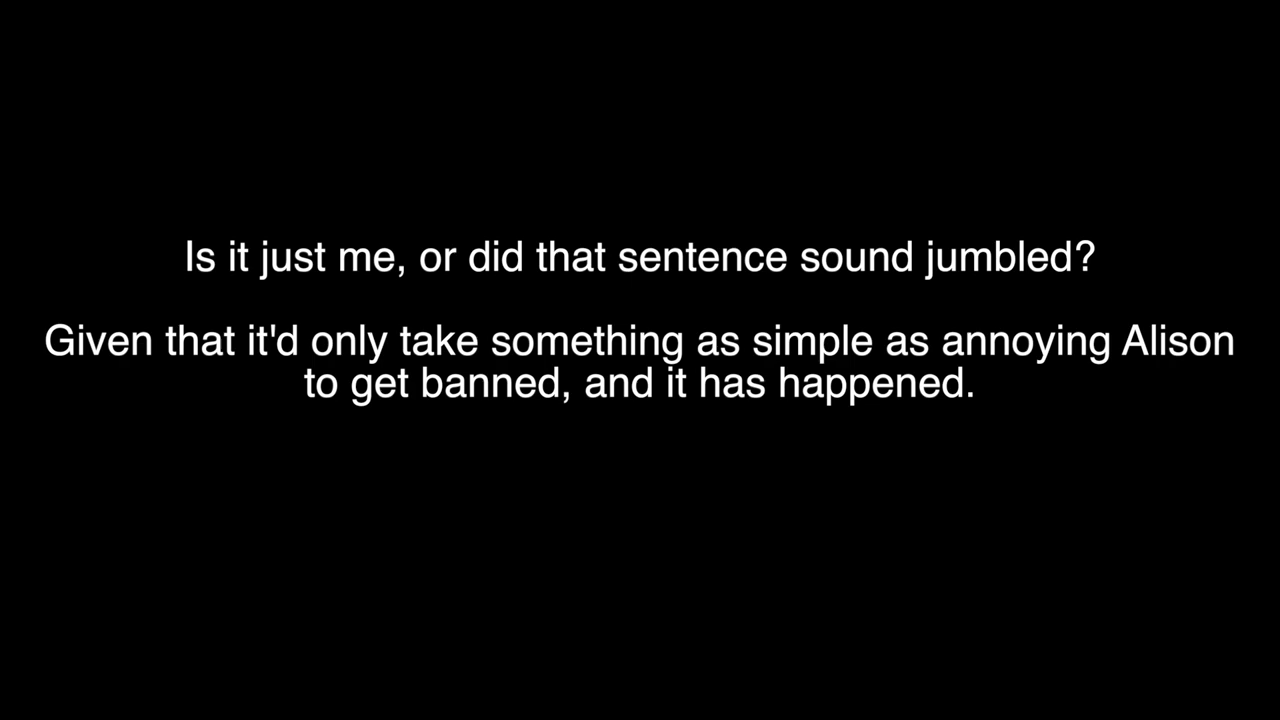 Is it just me, or did that sentence sound jumbled?
Given that it'd only take something as simple as annoying Alison
to get banned, and it has happened.